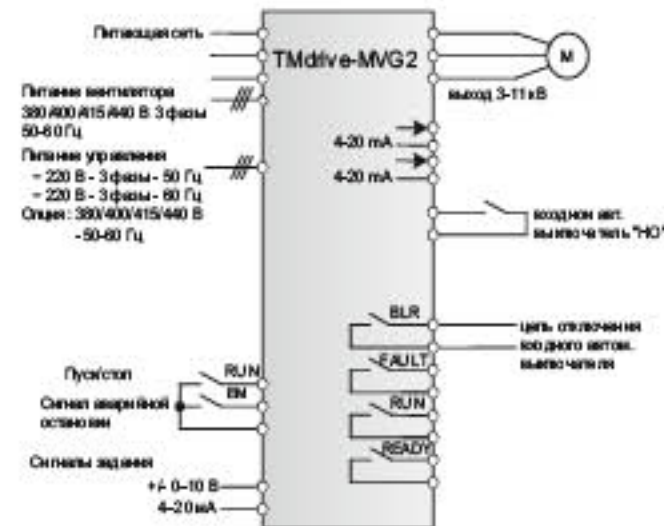 Питающая сеть
TMdrive-MVG2
M
Питание вентилятора
380/400/415/440 В 3 фазы
50-60 Гц
выход 3-11 кВ
4-20 mA
4-20 mA
Питание управления
- 220 В - 3 фазы - 50 Гц
- 220 В - 3 фазы - 60 Гц
Опция: 380/400/415/440 В
- 50-60 Гц
входной авт.
выключатель "НО"
BLR
цепь отключения
входного автом.
выключателя
FAULT
Пуск/стоп
RUN
EM
Сигнал аварийной
остановки
RUN
READY
Сигналы задания
+/- 0-10 В
4-20 мА